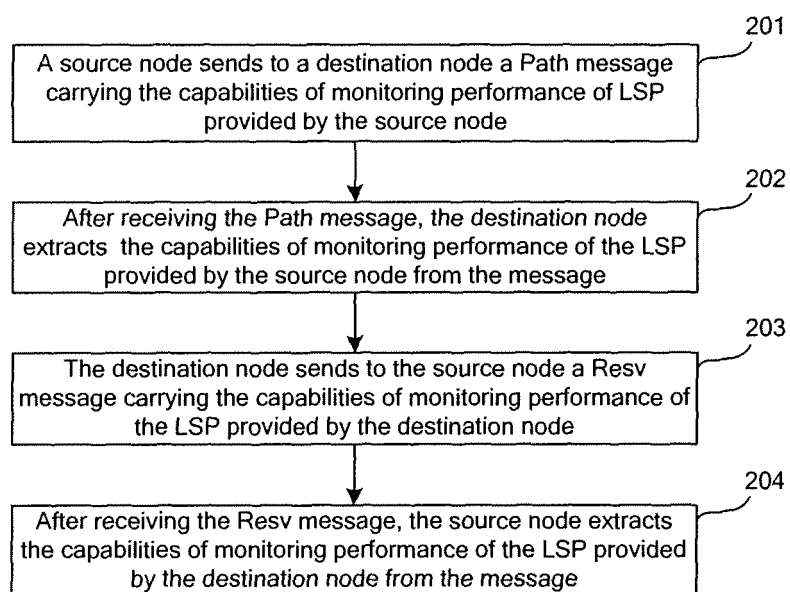 201
A source node sends to a destination node a Path message
carrying the capabilities of monitoring performance of LSP
provided by the source node
202
After receiving the Path message, the destination node
extracts the capabilities of monitoring performance of the LSP
provided by the source node from the message
203
The destination node sends to the source node a Resv
message carrying the capabilities of monitoring performance of
the LSP provided by the destination node
204
After receiving the Resv message, the source node extracts
the capabilities of monitoring performance of the LSP provided
by the destination node from the message